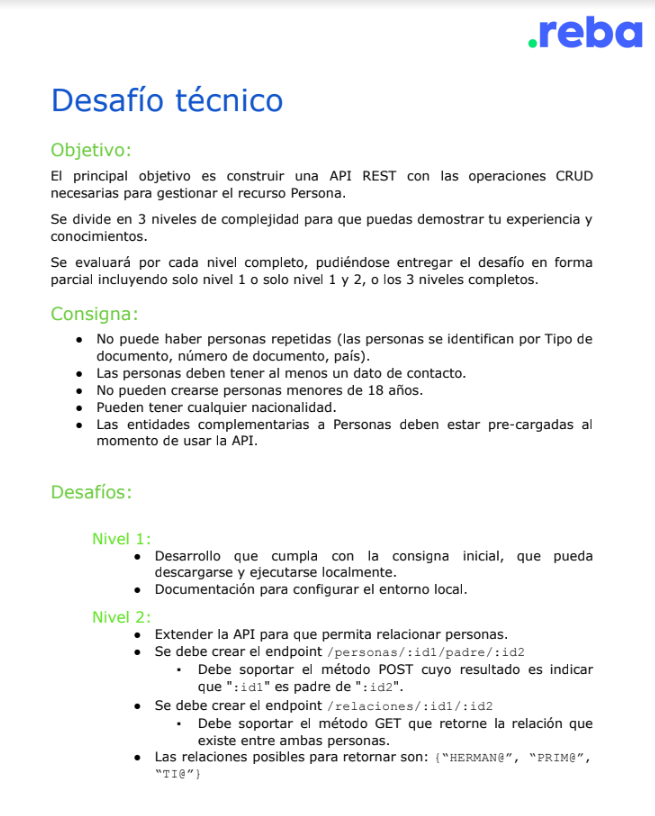 .reba
Desafío técnico
Objetivo:
El principal objetivo es construir una API REST con las operaciones CRUD
necesarias para gestionar el recurso Persona.
Se divide en 3 niveles de complejidad para que puedas demostrar tu experiencia y
conocimientos.
Se evaluará por cada nivel completo, pudiéndose entregar el desafío en forma
parcial incluyendo solo nivel 1 o solo nivel 1 y 2, o los 3 niveles completos.
Consigna:
● No puede haber personas repetidas (las personas se identifican por Tipo de
documento, número de documento, país).
● Las personas deben tener al menos un dato de contacto.
● No pueden crearse personas menores de 18 años.
● Pueden tener cualquier nacionalidad.
● Las entidades complementarias a Personas deben estar pre-cargadas al
momento de usar la API.
Desafíos:
Nivel 1:
● Desarrollo que cumpla con la consigna inicial, que pueda
descargarse y ejecutarse localmente.
● Documentación para configurar el entorno local.
Nivel 2:
● Extender la API para que permita relacionar personas.
● Se debe crear el endpoint /personas/:id1/padre/:id2
▪ Debe soportar el método POST cuyo resultado es indicar
que ":id1" es padre de ":id2".
● Se debe crear el endpoint /relaciones/:id1/:id2
▪ Debe soportar el método GET que retorne la relación que
existe entre ambas personas.
● Las relaciones posibles para retornar son: {“HERMAN@”, “PRIM@”,
“TI@”}